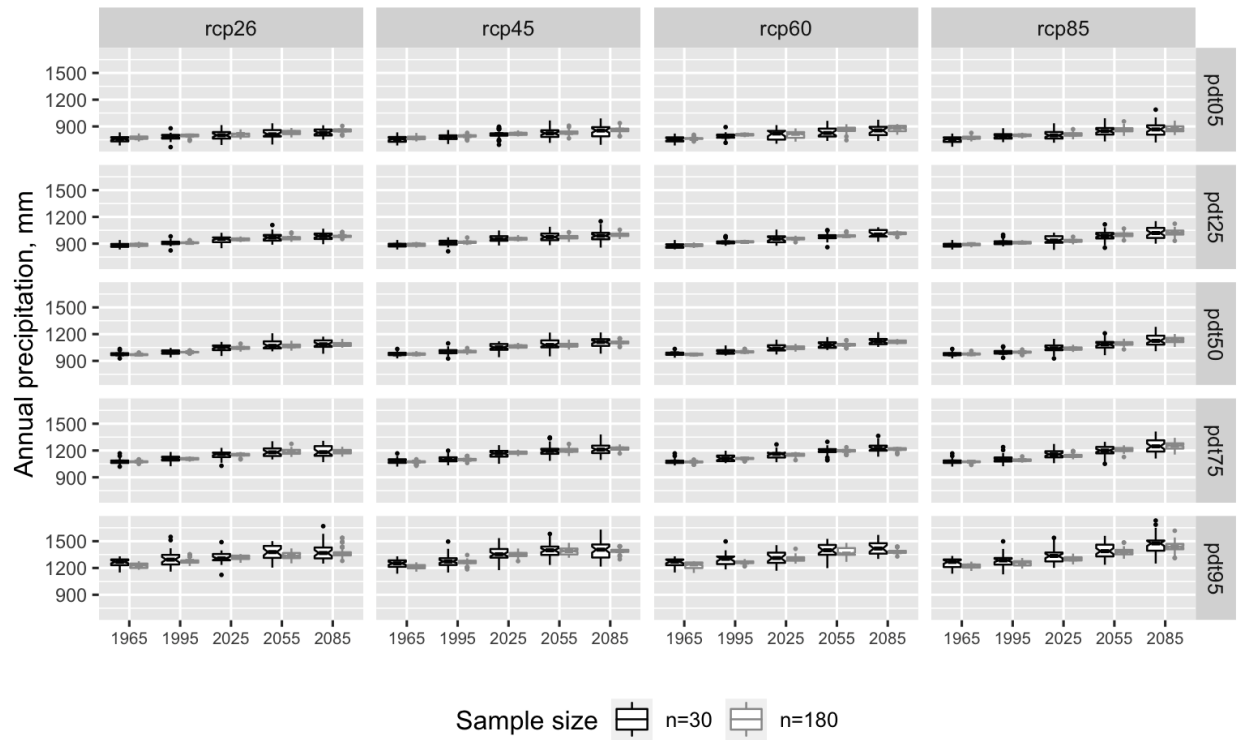 rcp26 rcp45 rcp60 rcp85
Annual precipitation, mm
1500
1200
900
pdt05
1500
1200
900
pdt25
1500
1200
900
pdt50
1500
1200
900
pdt75
1500
1200
900
pdt95
1965 1995 2025 2055 2085 1965 1995 2025 2055 2085 1965 1995 2025 2055 2085 1965 1995 2025 2055 2085
Sample size n=30 n=180